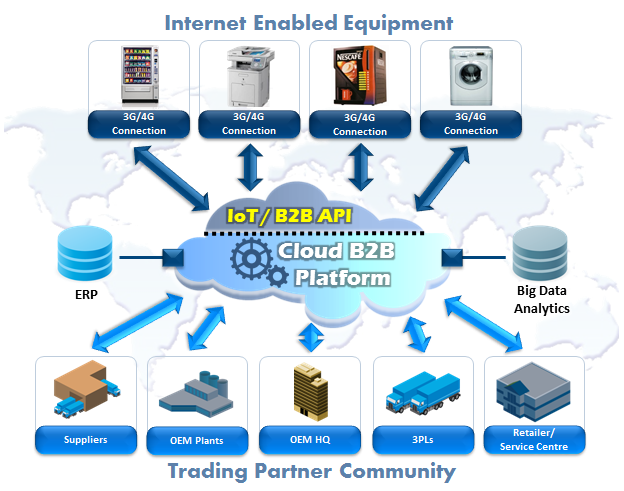 Internet Enabled Equipment
NESCAFE
3G/4G
Connection
3G/4G
Connection
3G/4G
Connection
3G/4G
Connection
IoT/ B2B API
Cloud B2B
Platform
ERP
Big Data
Analytics
Suppliers
OEM Plants
OEM HQ
3PLs
Retailer/
Service Centre
Trading Partner Community